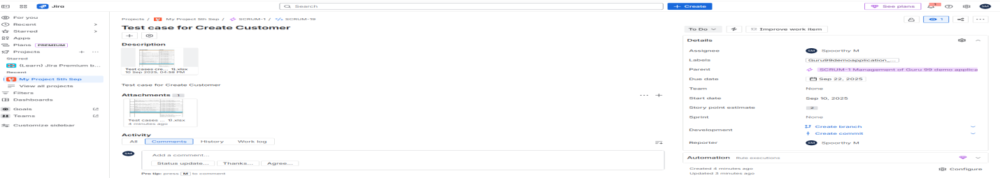 Jira
Search
+ Create
See plans
1
SM
For you
Recent
Starred
Apps
Plans PREMIUM
Projects
Starred
(Learn) Jira Premium b...
Recent
My Project 5th Sep
View all projects
Filters
Dashboards
Goals
Teams
Customize sidebar
Projects / My Project 5th Sep / SCRUM-1 / SCRUM-19
Test case for Create Customer
Description
Test cases cre... 1).xlsx
10 Sep 2025, 04:58 PM
Test case for Create Customer
Attachments 1
Test cases ... 1).xlsx
4 minutes ago
Activity
All Comments History Work log
SM Add a comment...
Status update... Thanks... Agree...
Pro tip: press M to comment
1
To Do
Improve work item
Details
Assignee SM Spoorthy M
Labels Guru99demoapplication_...
Parent SCRUM-1 Management of Guru 99 demo applica
Due date Sep 22, 2025
Team None
Start date Sep 10, 2025
Story point estimate 2
Sprint None
Development Create branch
Create commit
Reporter SM Spoorthy M
Automation Rule executions
Created 4 minutes ago
Updated 3 minutes ago
Configure